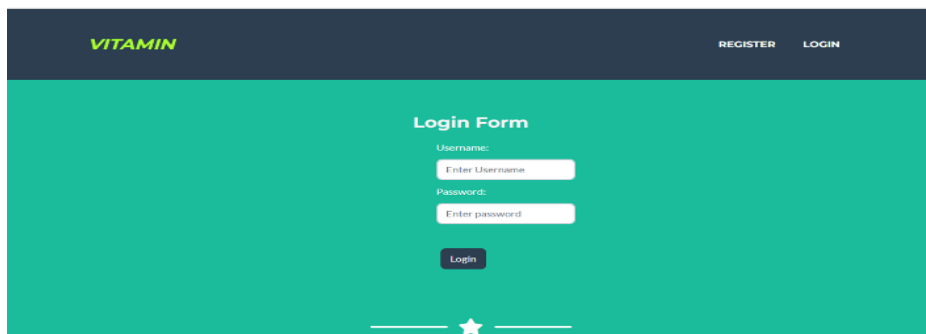 VITAMIN
REGISTER LOGIN
Login Form
Username:
Enter Username
Password:
Enter password
Login